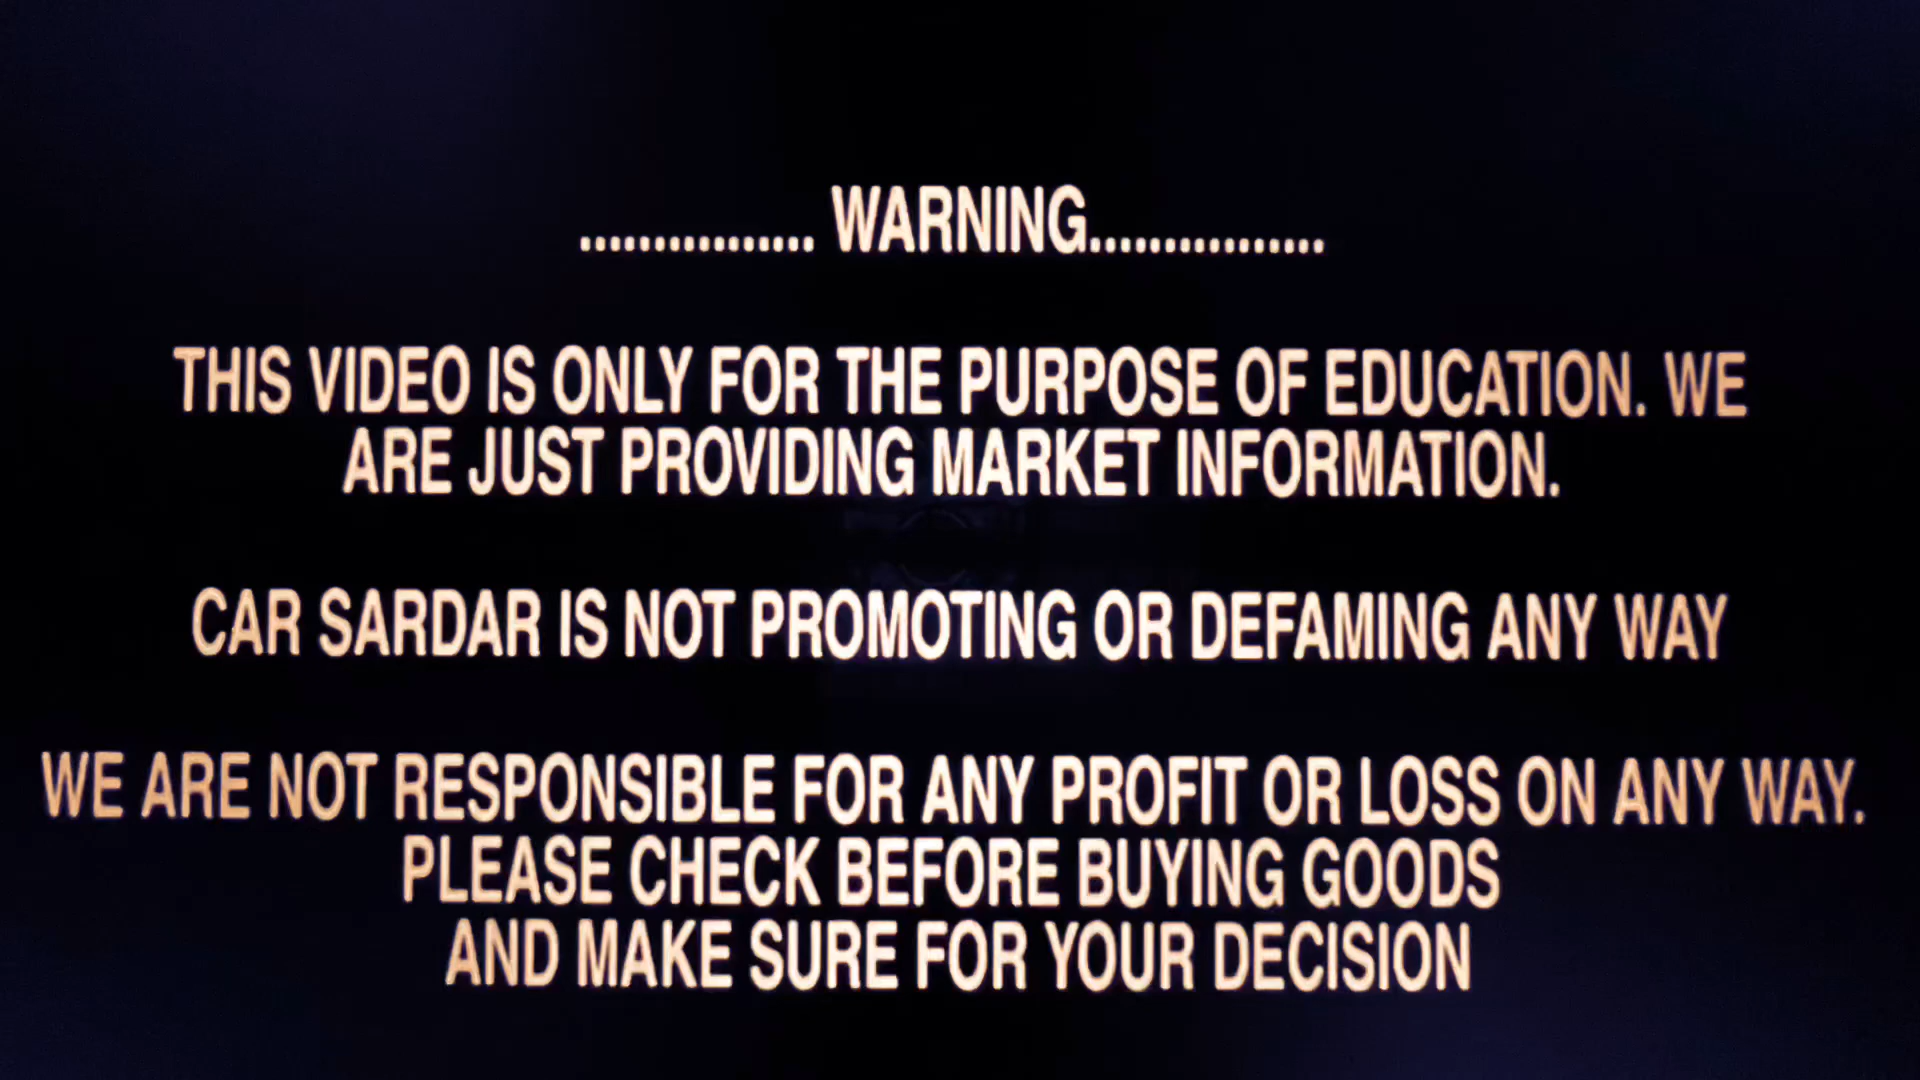 ................ WARNING................
THIS VIDEO IS ONLY FOR THE PURPOSE OF EDUCATION. WE
ARE JUST PROVIDING MARKET INFORMATION.
CAR SARDAR IS NOT PROMOTING OR DEFAMING ANY WAY
WE ARE NOT RESPONSIBLE FOR ANY PROFIT OR LOSS ON ANY WAY.
PLEASE CHECK BEFORE BUYING GOODS
AND MAKE SURE FOR YOUR DECISION